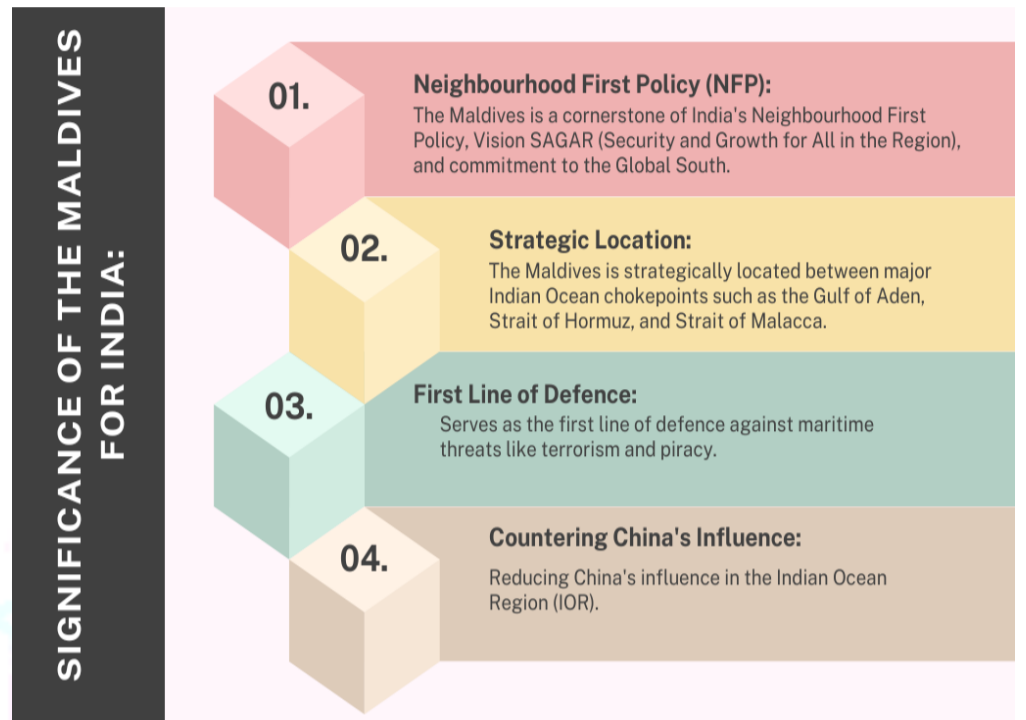 SIGNIFICANCE OF THE MALDIVES
FOR INDIA:
01.
Neighbourhood First Policy (NFP):
The Maldives is a cornerstone of India's Neighbourhood First
Policy, Vision SAGAR (Security and Growth for All in the Region),
and commitment to the Global South.
02.
Strategic Location:
The Maldives is strategically located between major
Indian Ocean chokepoints such as the Gulf of Aden,
Strait of Hormuz, and Strait of Malacca.
03.
First Line of Defence:
Serves as the first line of defence against maritime
threats like terrorism and piracy.
04.
Countering China's Influence:
Reducing China's influence in the Indian Ocean
Region (IOR).